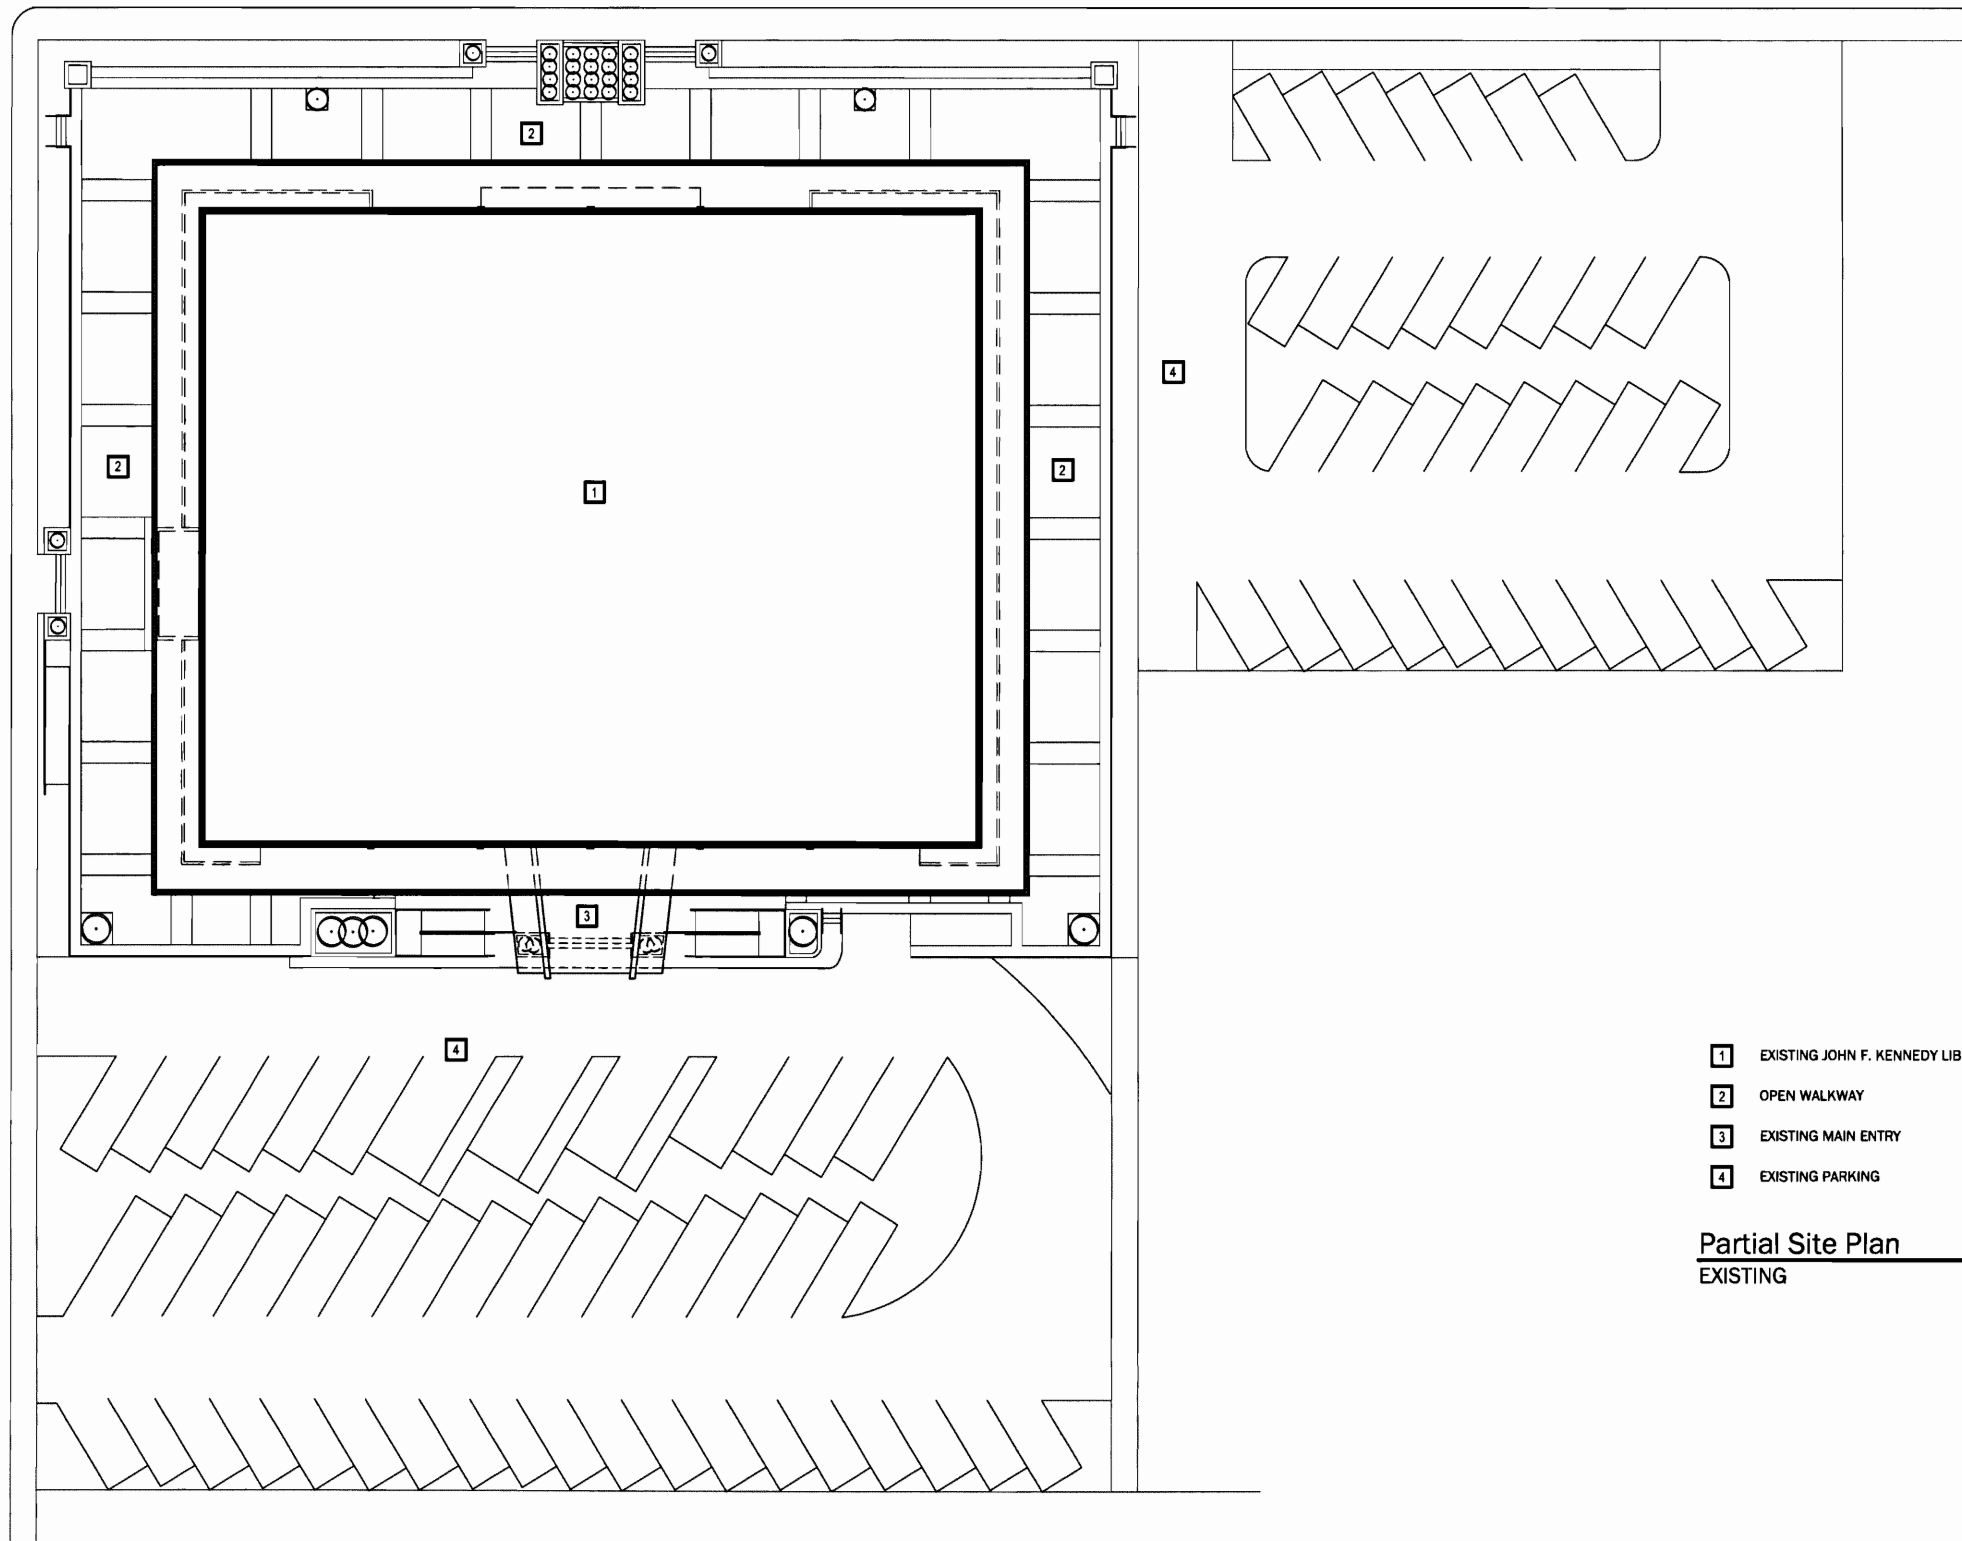 2
4
2
2
1
3
4
1 EXISTING JOHN F. KENNEDY LIB
2 OPEN WALKWAY
3 EXISTING MAIN ENTRY
4 EXISTING PARKING
Partial Site Plan
EXISTING